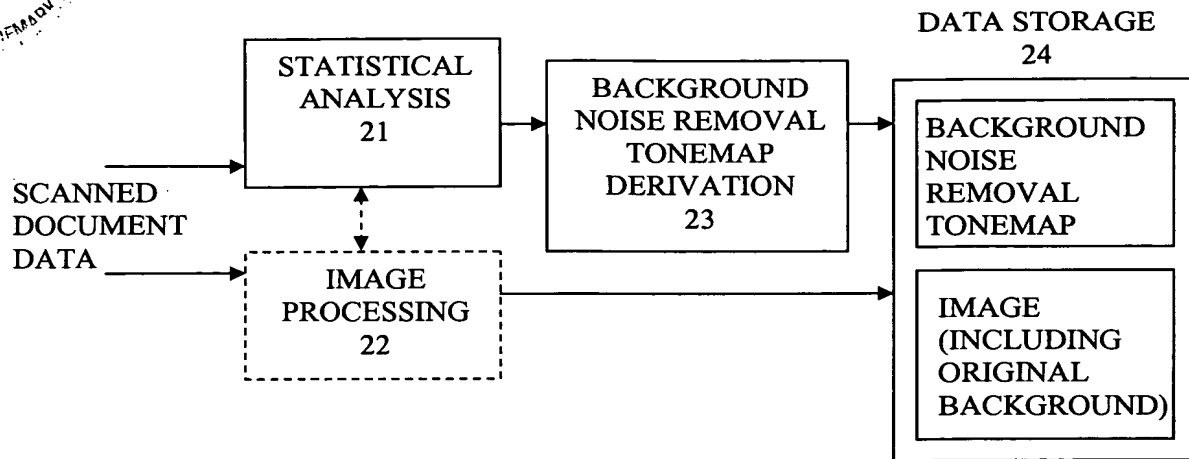 DATA STORAGE
24
STATISTICAL
ANALYSIS
21
BACKGROUND
NOISE REMOVAL
TONEMAP
DERIVATION
23
BACKGROUND
NOISE
REMOVAL
TONEMAP
SCANNED
DOCUMENT
DATA
IMAGE
PROCESSING
22
IMAGE
(INCLUDING
ORIGINAL
BACKGROUND)